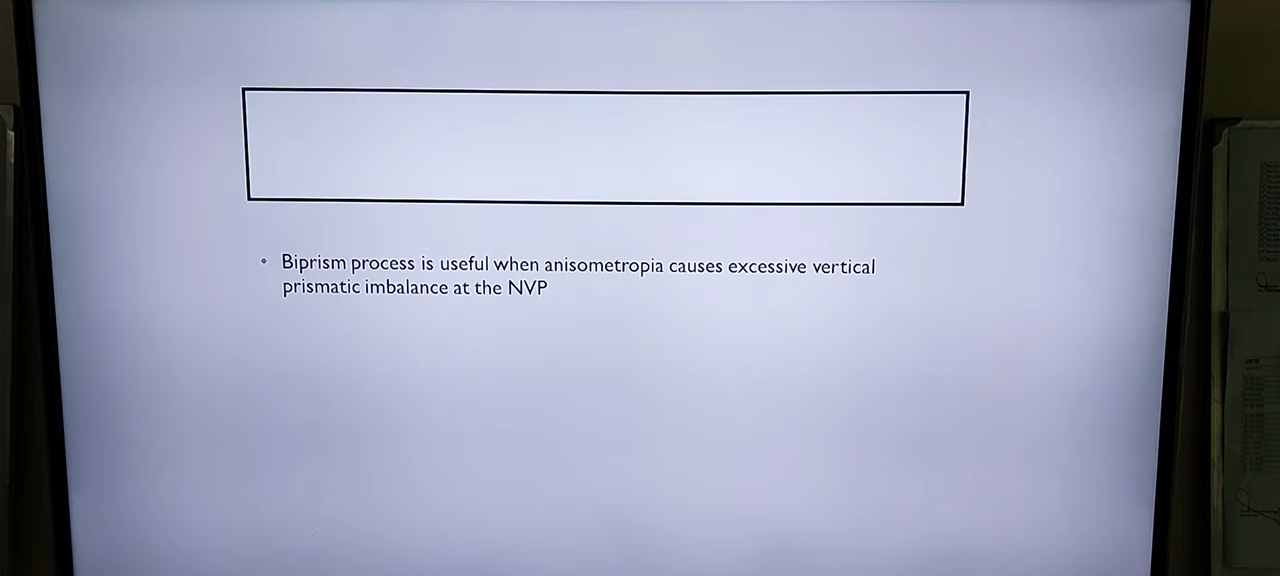 • Biprism process is useful when anisometropia causes excessive vertical
prismatic imbalance at the NVP